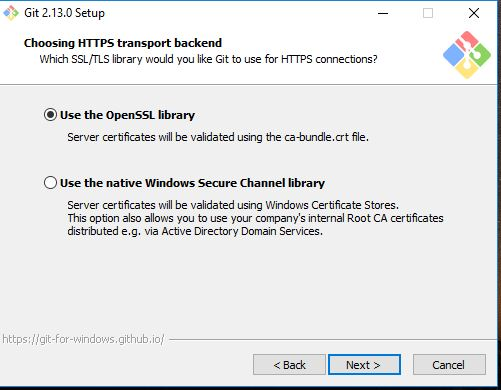 Git 2.13.0 Setup
Choosing HTTPS transport backend
Which SSL/TLS library would you like Git to use for HTTPS connections?
Use the OpenSSL library
Server certificates will be validated using the ca-bundle.crt file.
Use the native Windows Secure Channel library
Server certificates will be validated using Windows Certificate Stores.
This option also allows you to use your company's internal Root CA certificates
distributed e.g. via Active Directory Domain Services.
https://git-for-windows.github.io/
< Back Next > Cancel